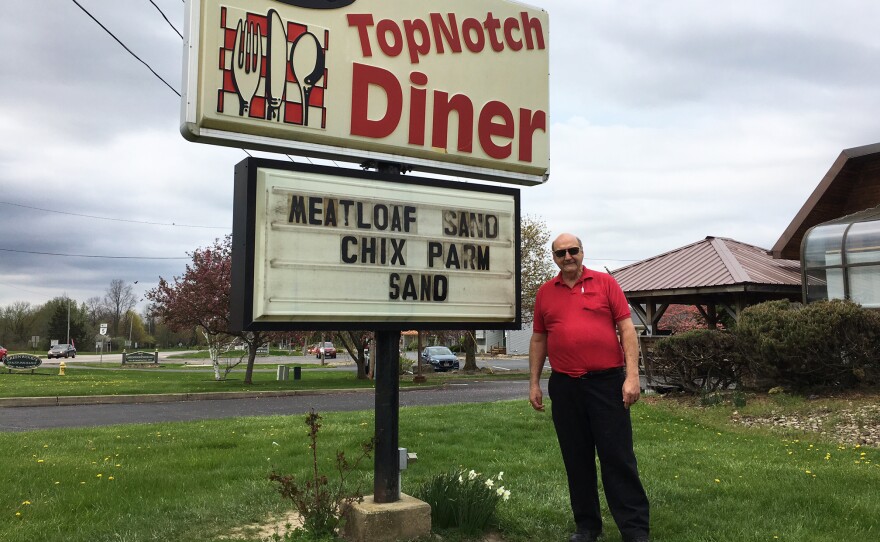 TopNotch
Diner
MEATLOAF SAND
CHIX PARM
SAND